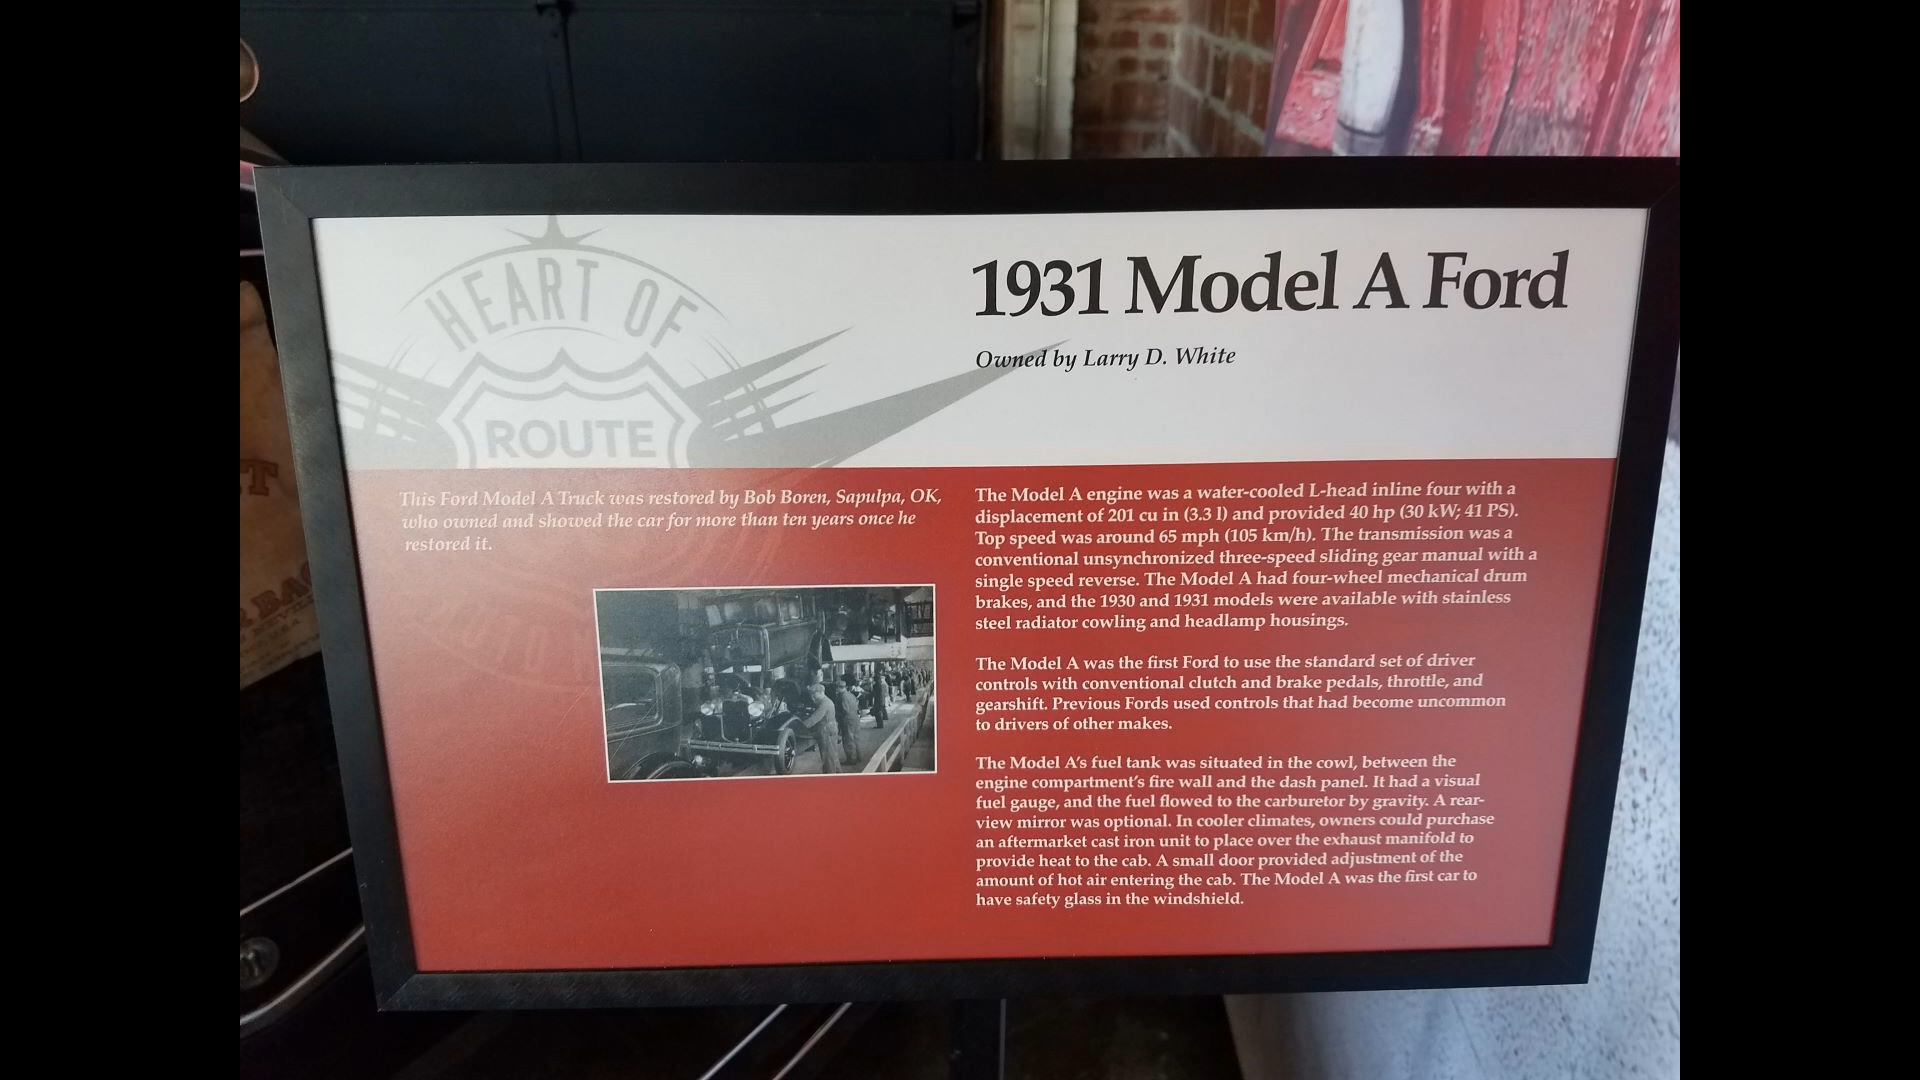 HEART OF
ROUTE
1931 Model A Ford
Owned by Larry D. White
This Ford Model A Truck was restored by Bob Boren, Sapulpa, OK,
who owned and showed the car for more than ten years once he
restored it.
The Model A engine was a water-cooled L-head inline four with a
displacement of 201 cu in (3.3 l) and provided 40 hp (30 kW; 41 PS).
Top speed was around 65 mph (105 km/h). The transmission was a
conventional unsynchronized three-speed sliding gear manual with a
single speed reverse. The Model A had four-wheel mechanical drum
brakes, and the 1930 and 1931 models were available with stainless
steel radiator cowling and headlamp housings.
The Model A was the first Ford to use the standard set of driver
controls with conventional clutch and brake pedals, throttle, and
gearshift. Previous Fords used controls that had become uncommon
to drivers of other makes.
The Model A's fuel tank was situated in the cowl, between the
engine compartment's fire wall and the dash panel. It had a visual
fuel gauge, and the fuel flowed to the carburetor by gravity. A rear-
view mirror was optional. In cooler climates, owners could purchase
an aftermarket cast iron unit to place over the exhaust manifold to
provide heat to the cab. A small door provided adjustment of the
amount of hot air entering the cab. The Model A was the first car to
have safety glass in the windshield.